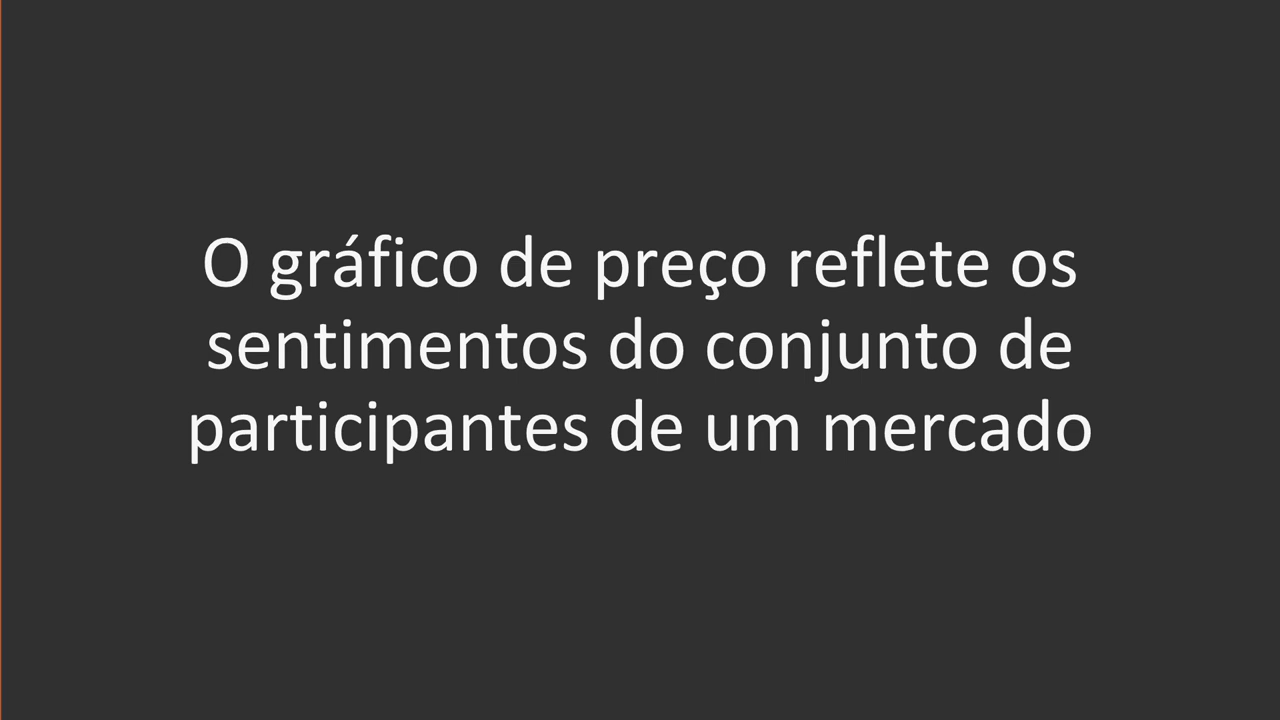 O gráfico de preço reflete os
sentimentos do conjunto de
participantes de um mercado